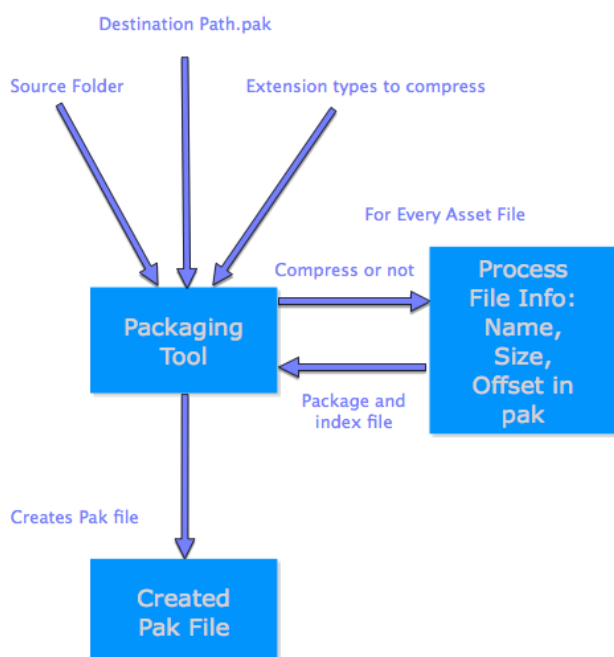 Destination Path.pak
Source Folder
Extension types to compress
For Every Asset File
Compress or not
Process
File Info:
Name,
Size,
Offset in
pak
Packaging
Tool
Package and
index file
Creates Pak file
Created
Pak File